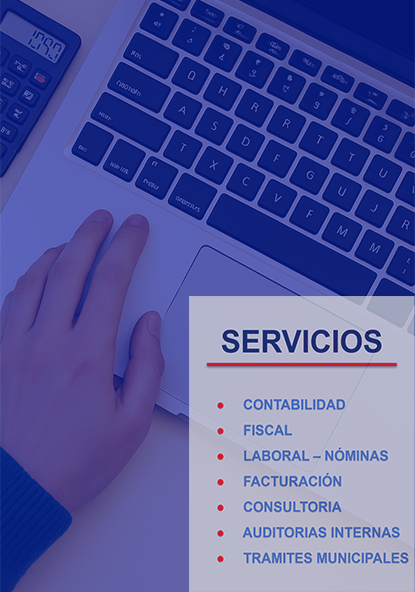 SERVICIOS
CONTABILIDAD
FISCAL
LABORAL – NÓMINAS
FACTURACIÓN
CONSULTORIA
AUDITORIAS INTERNAS
TRAMITES MUNICIPALES